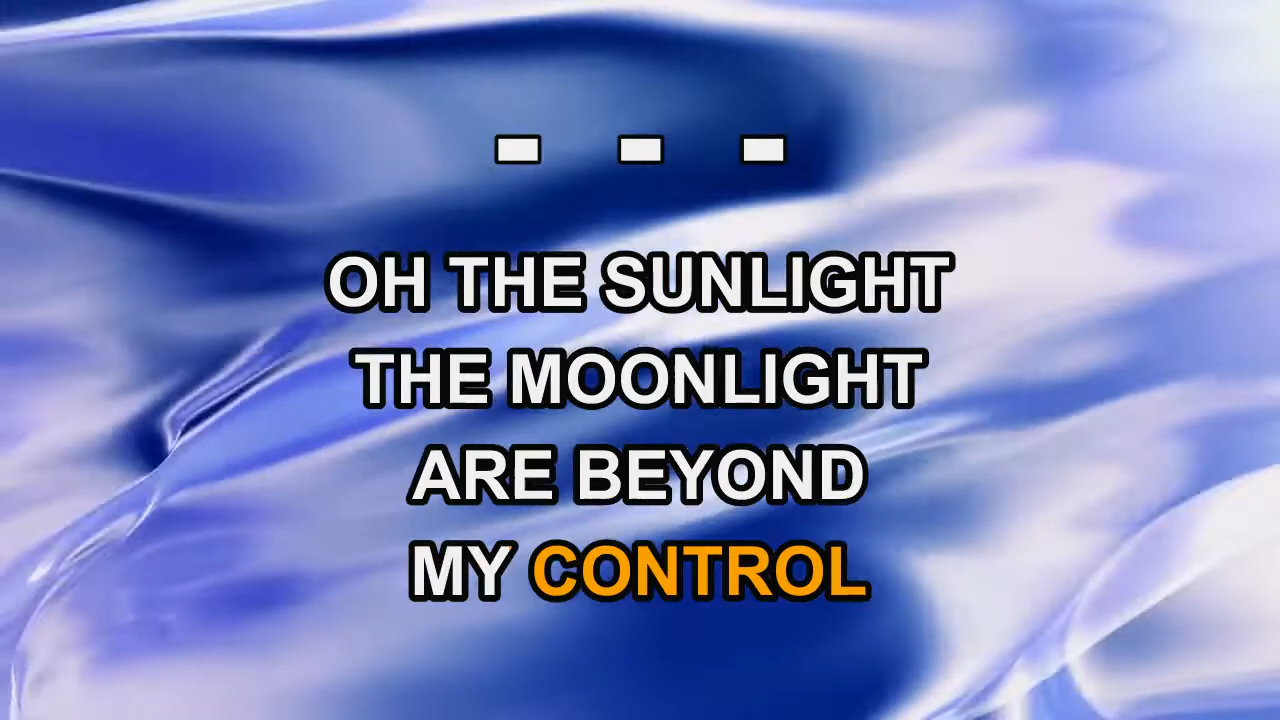 - - -
OH THE SUNLIGHT
THE MOONLIGHT
ARE BEYOND
MY CONTROL